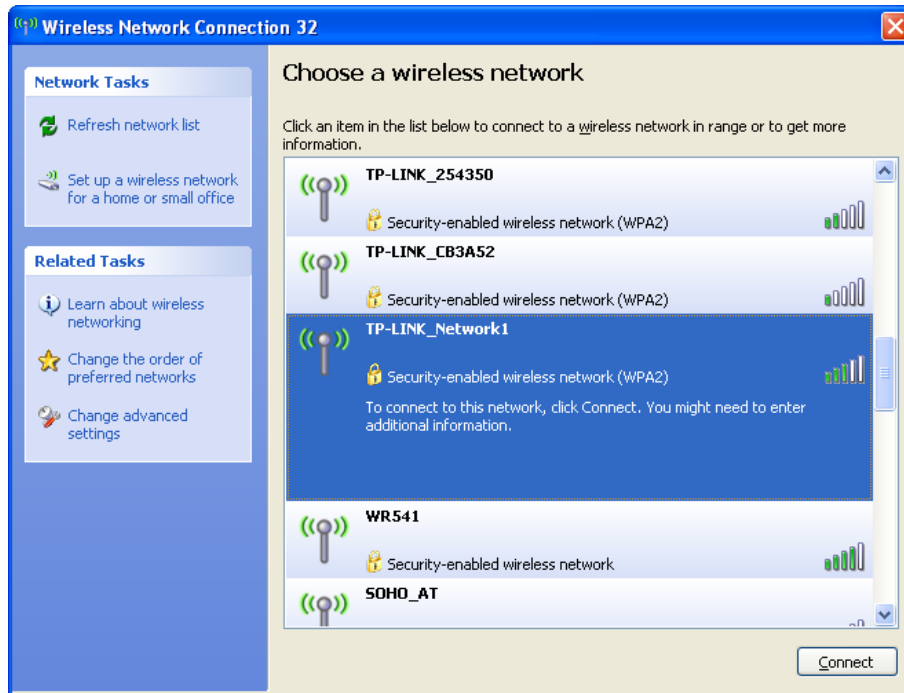 Wireless Network Connection 32
Network Tasks
Refresh network list
Set up a wireless network
for a home or small office
Related Tasks
Learn about wireless
networking
Change the order of
preferred networks
Change advanced
settings
Choose a wireless network
Click an item in the list below to connect to a wireless network in range or to get more
information.
TP-LINK_254350
Security-enabled wireless network (WPA2)
TP-LINK_CB3A52
Security-enabled wireless network (WPA2)
TP-LINK_Network1
Security-enabled wireless network (WPA2)
To connect to this network, click Connect. You might need to enter
additional information.
WR541
Security-enabled wireless network
SOHO_AT
Connect